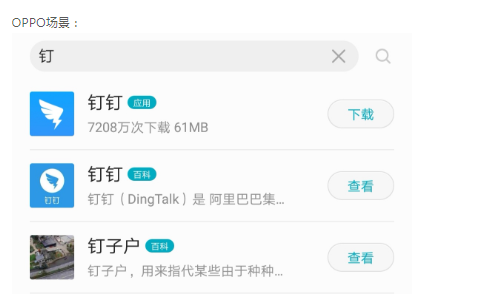 OPPO场景：
钉
钉钉 应用
7208万次下载 61MB
下载
钉钉 百科
钉钉（DingTalk）是 阿里巴巴集...
查看
钉钉
钉子户 百科
钉子户，用来指代某些由于种种...
查看